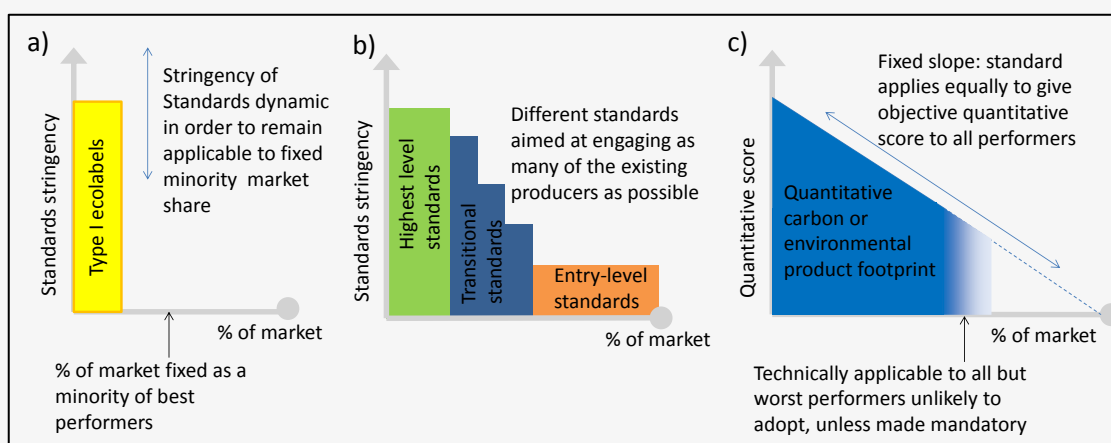 a)
Standards stringency
Type I ecolabels
Stringency of
Standards dynamic
in order to remain
applicable to fixed
minority market
share
% of market
% of market fixed as a
minority of best
performers
b)
Standards stringency
Highest level
standards
Transitional
standards
Entry-level
standards
Different standards
aimed at engaging as
many of the existing
producers as possible
% of market
c)
Quantitative score
Fixed slope: standard
applies equally to give
objective quantitative
score to all performers
Quantitative
carbon or
environmental
product footprint
% of market
Technically applicable to all but
worst performers unlikely to
adopt, unless made mandatory